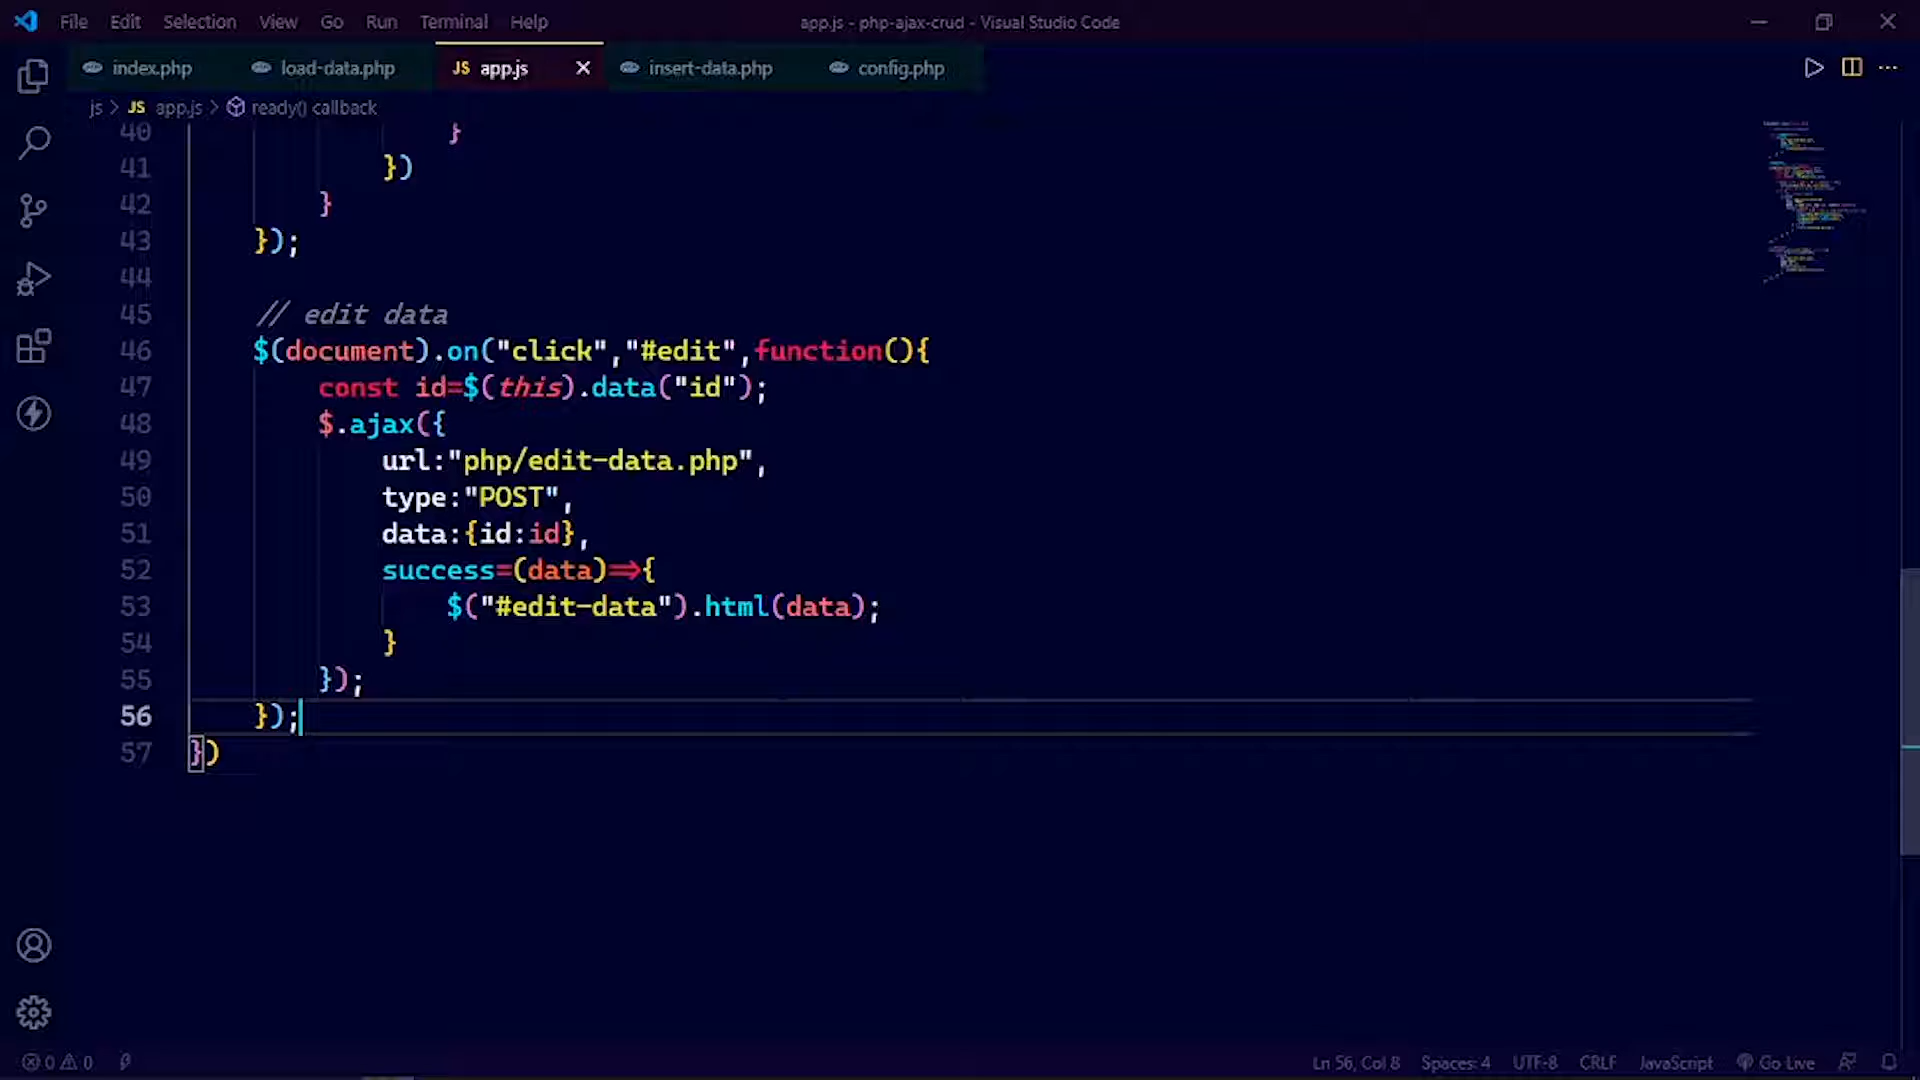 File Edit Selection View Go Run Terminal Help app.js - php-ajax-crud - Visual Studio Code
index.php load-data.php JS app.js insert-data.php config.php
js > JS app.js > ready() callback
40 }
41 })
42 }
43 });
44
45 // edit data
46 $(document).on("click","#edit",function(){
47 const id=$(this).data("id");
48 $.ajax({
49 url:"php/edit-data.php",
50 type:"POST",
51 data:{id:id},
52 success=(data)=>{
53 $("#edit-data").html(data);
54 }
55 });
56 });
57 })
0 0 Ln 56, Col 8 Spaces: 4 UTF-8 CRLF JavaScript Go Live